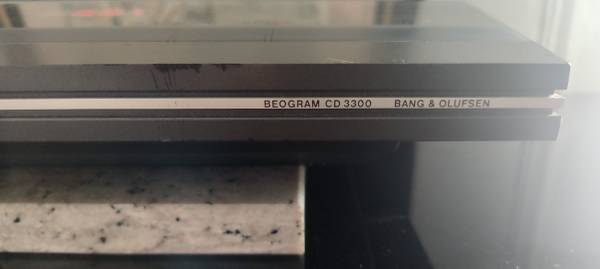 BEOGRAM CD 3300 BANG & OLUFSEN